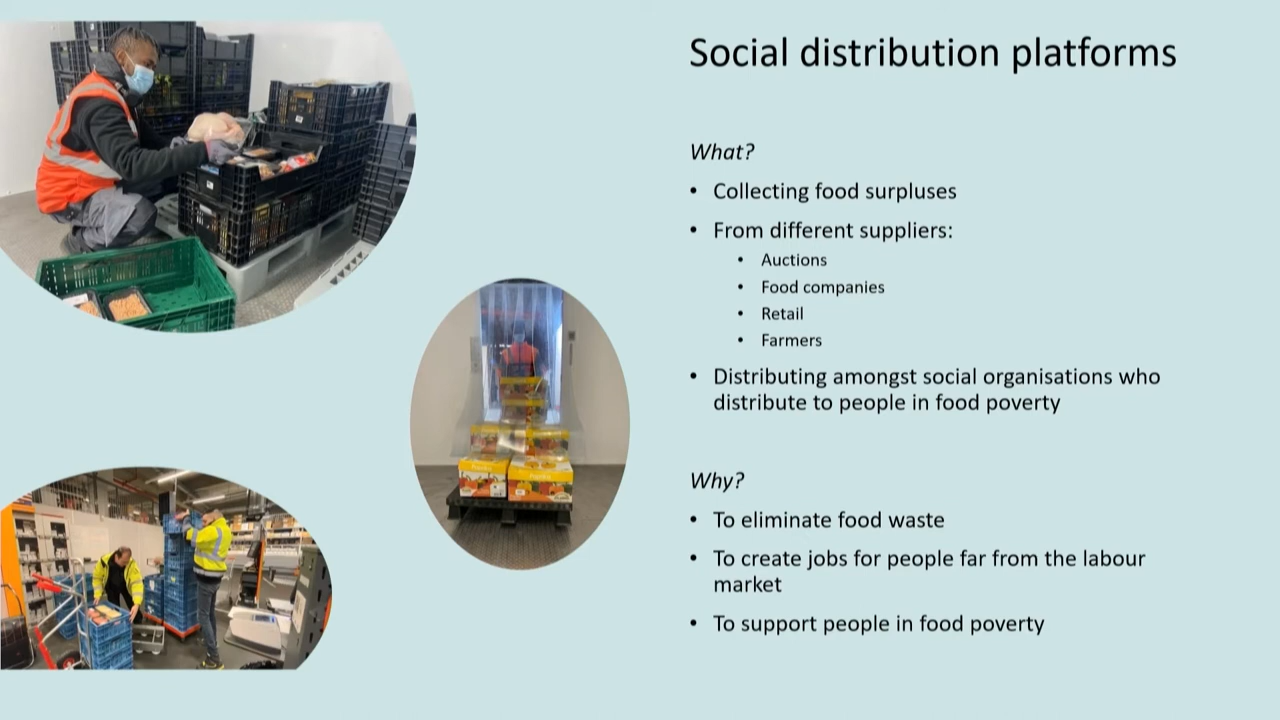 Social distribution platforms
What?
• Collecting food surpluses
• From different suppliers:
• Auctions
• Food companies
• Retail
• Farmers
• Distributing amongst social organisations who
distribute to people in food poverty
Why?
• To eliminate food waste
• To create jobs for people far from the labour
market
• To support people in food poverty